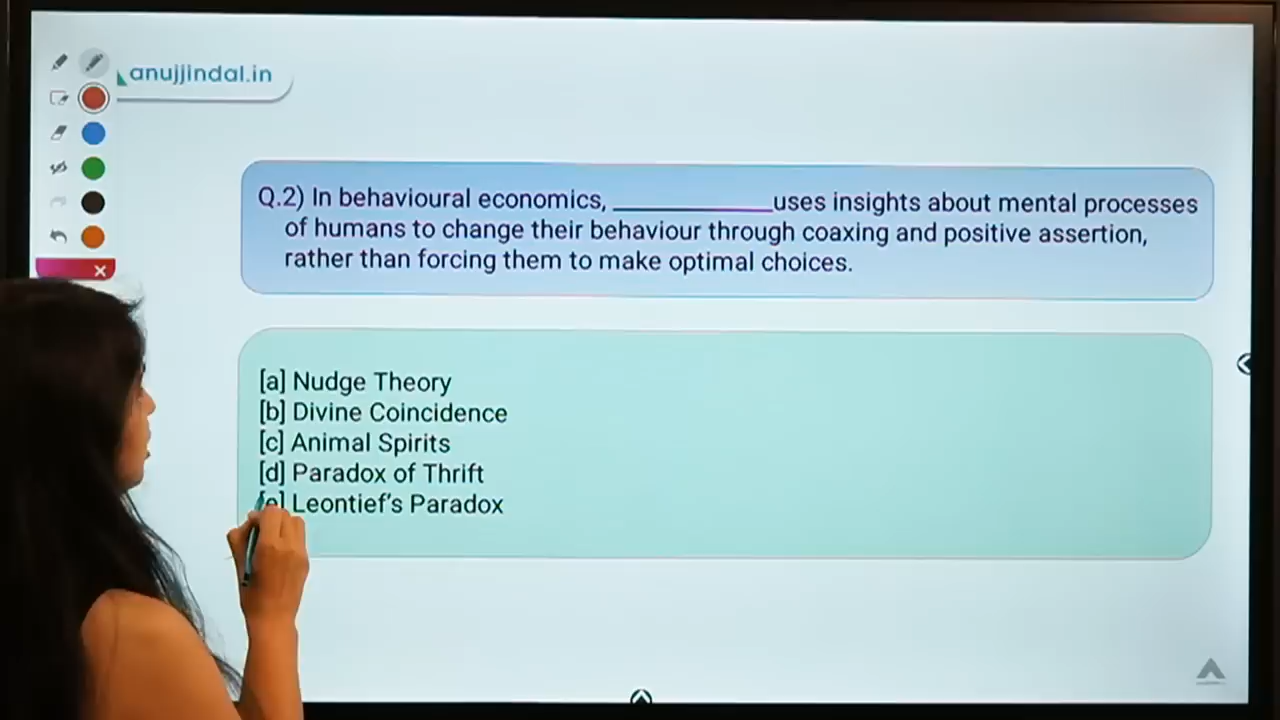 anujjindal.in
Q.2) In behavioural economics, ____________uses insights about mental processes
of humans to change their behaviour through coaxing and positive assertion,
rather than forcing them to make optimal choices.
[a] Nudge Theory
[b] Divine Coincidence
[c] Animal Spirits
[d] Paradox of Thrift
[e] Leontief's Paradox